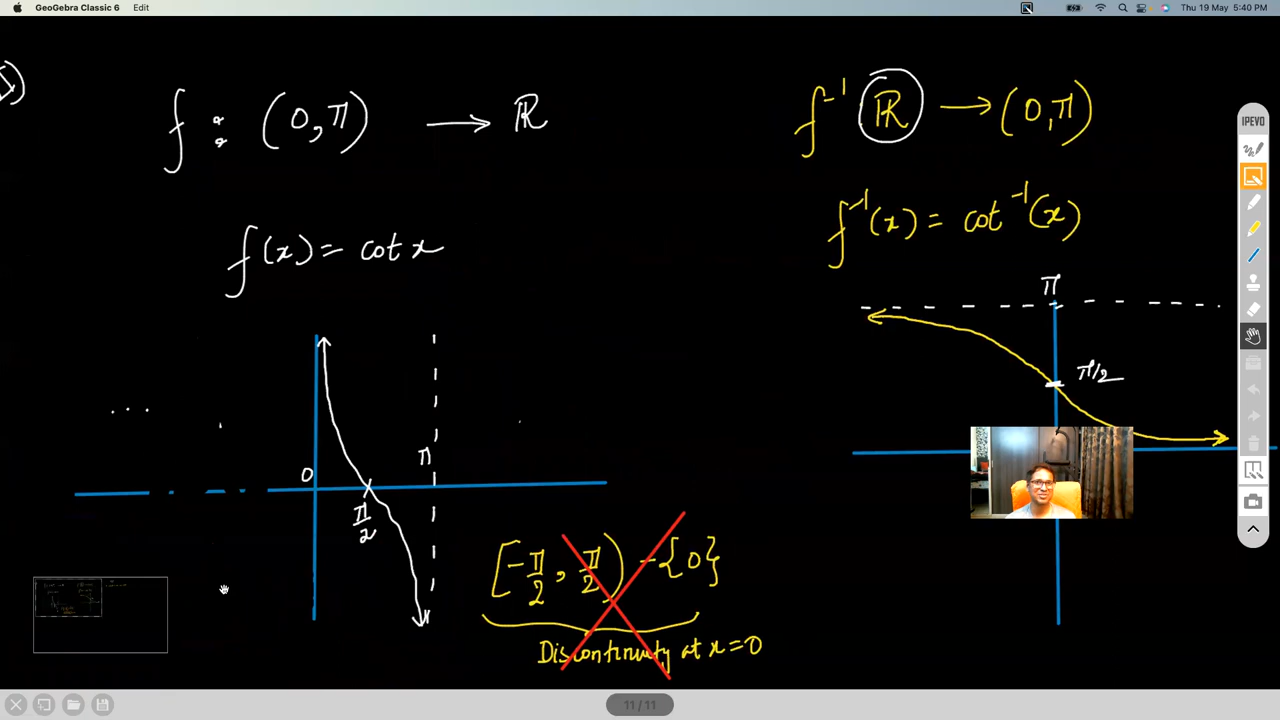 GeoGebra Classic 6 Edit Thu 19 May 5:40 PM
f : (0, π) → ℝ
f(x) = cot x
0
π/2
π
[-π/2, π/2) - {0}
Discontinuity at x = 0
f⁻¹ ℝ → (0, π)
f⁻¹(x) = cot⁻¹(x)
π
π/2
IPEVO
11 / 11